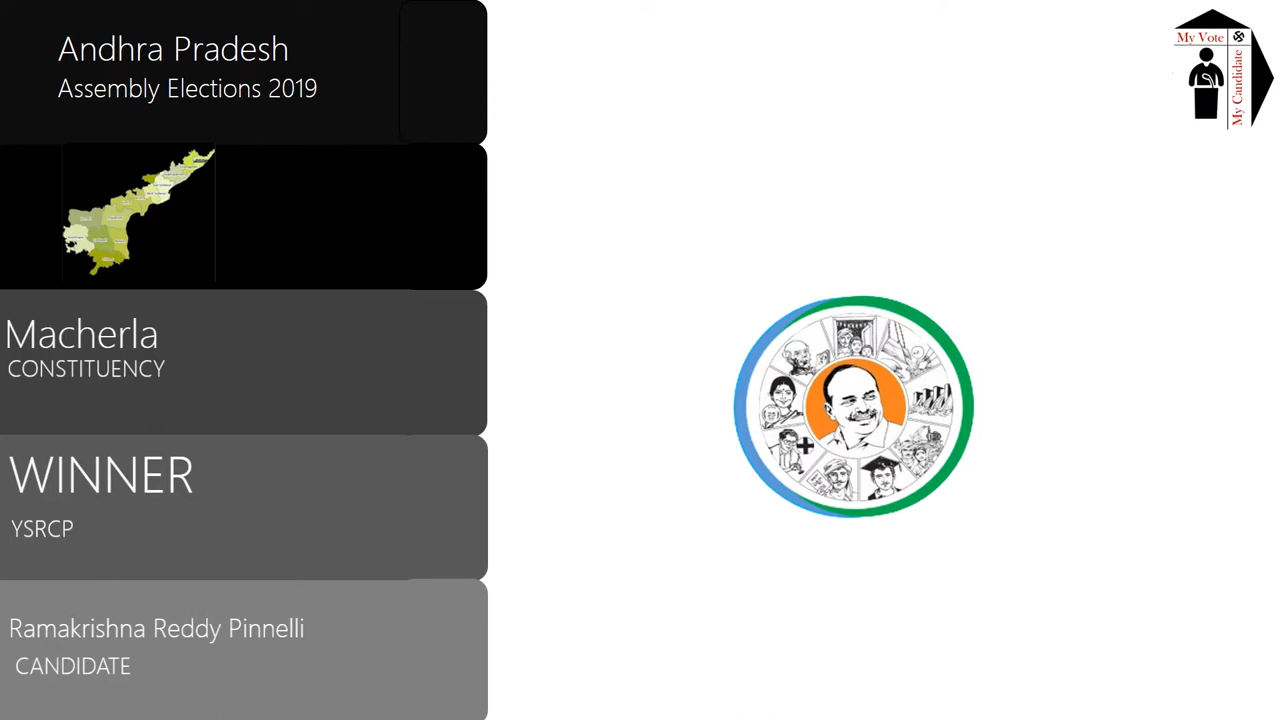 Andhra Pradesh
Assembly Elections 2019
Macherla
CONSTITUENCY
WINNER
YSRCP
Ramakrishna Reddy Pinnelli
CANDIDATE
My Vote
My Candidate